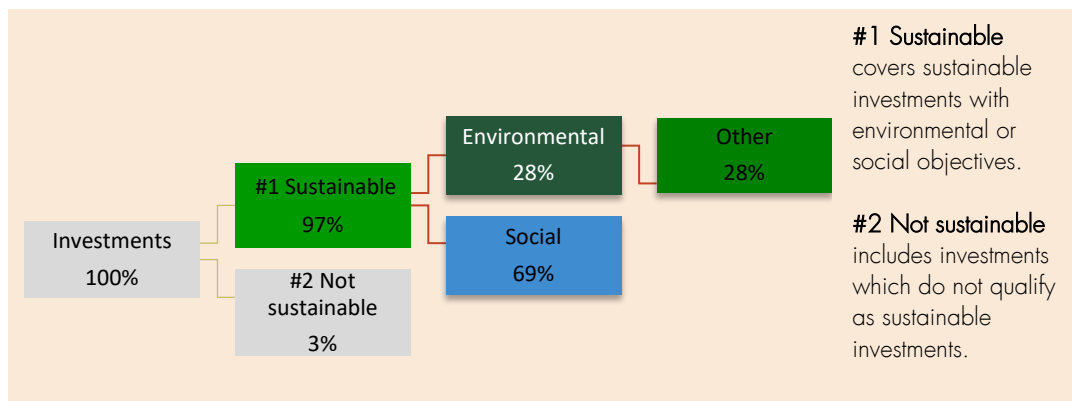 Investments
100%
#1 Sustainable
97%
#2 Not
sustainable
3%
Environmental
28%
Social
69%
Other
28%
#1 Sustainable
covers sustainable
investments with
environmental or
social objectives.
#2 Not sustainable
includes investments
which do not qualify
as sustainable
investments.